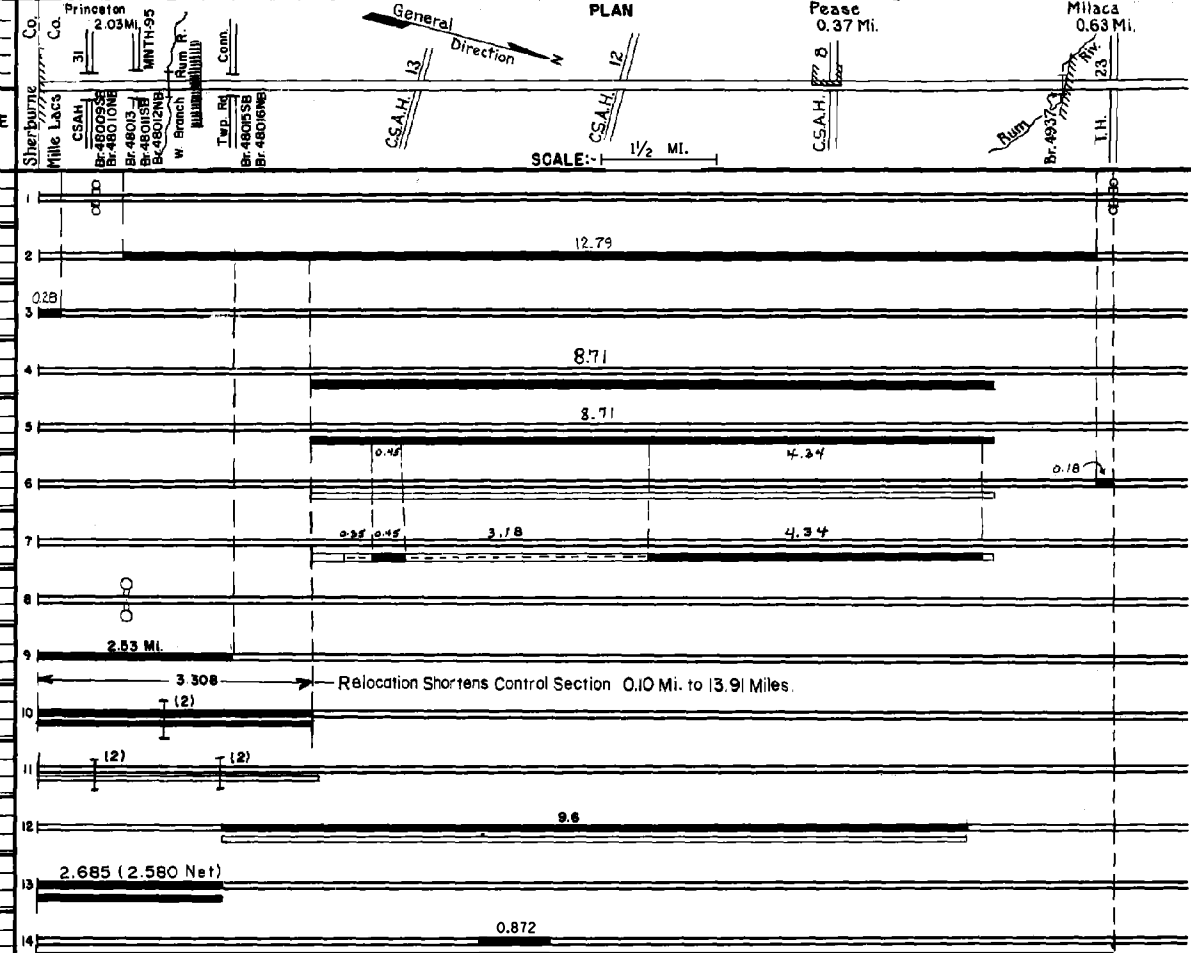 PLAN
General
Direction
N
Princeton
2.03 Mi.
Pease
0.37 Mi.
Milaca
0.63 Mi.
Sherburne Co.
Mille Lacs Co.
CSAH 31
Br. 48009SB
Br. 48010NB
MNTH-95
Br. 48013
Br. 48011SB
Br. 48012NB
W. Branch Rum R.
Twp. Rd. Conn.
Br. 48015SB
Br. 48016NB
C.S.A.H. 13
C.S.A.H. 12
C.S.A.H. 8
Rum Riv.
Br. 4937
T.H. 23
SCALE:- 1 1/2 MI.
1
2 12.79
3 0.28
4 8.71
5 8.71
0.45 4.34
6 0.18
7 0.35 0.45 3.18 4.34
8
9 2.53 Mi.
3.308 Relocation Shortens Control Section 0.10 Mi. to 13.91 Miles.
10 (2)
11 (2) (2)
12 9.6
13 2.685 (2.580 Net)
14 0.872